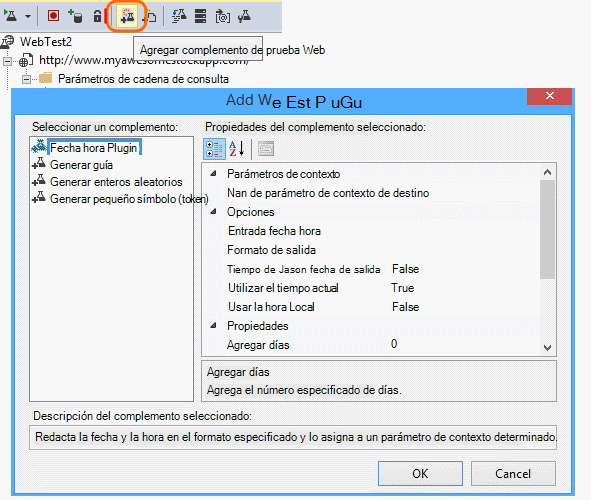 Agregar complemento de prueba Web
WebTest2
http://www.myawesomestockapp.com/
Parámetros de cadena de consulta
Add We Est P uGu
Seleccionar un complemento:
Propiedades del complemento seleccionado:
Fecha hora Plugin
Generar guía
Generar enteros aleatorios
Generar pequeño símbolo (token)
Parámetros de contexto
Nan de parámetro de contexto de destino
Opciones
Entrada fecha hora
Formato de salida
Tiempo de Jason fecha de salida False
Utilizar el tiempo actual True
Usar la hora Local False
Propiedades
Agregar días 0
Agregar días
Agrega el número especificado de días.
Descripción del complemento seleccionado:
Redacta la fecha y la hora en el formato especificado y lo asigna a un parámetro de contexto determinado.
OK Cancel